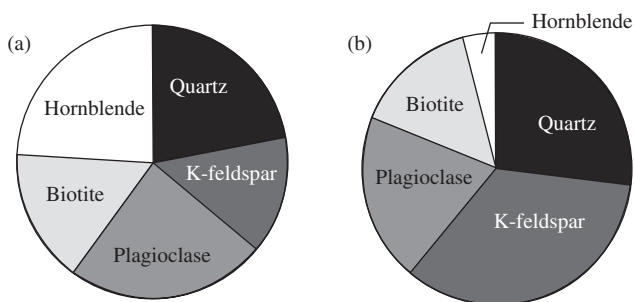 (a)
Hornblende
Quartz
K-feldspar
Biotite
Plagioclase
(b)
Hornblende
Biotite
Quartz
Plagioclase
K-feldspar